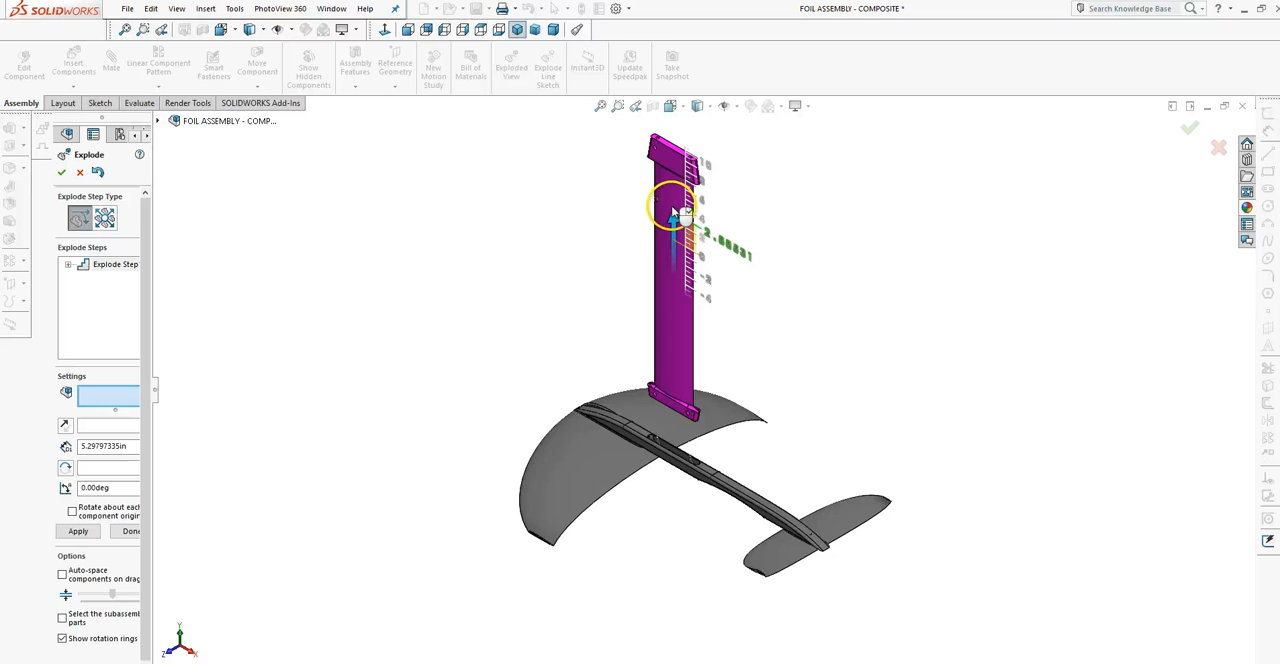 SOLIDWORKS
File Edit View Insert Tools PhotoView 360 Window Help
FOIL ASSEMBLY - COMPOSITE *
Search Knowledge Base
?
Edit Component
Insert Components
Mate
Linear Component Pattern
Smart Fasteners
Move Component
Show Hidden Components
Assembly Features
Reference Geometry
New Motion Study
Bill of Materials
Exploded View
Explode Line Sketch
Instant3D
Update Speedpak
Take Snapshot
Assembly Layout Sketch Evaluate Render Tools SOLIDWORKS Add-Ins
FOIL ASSEMBLY - COMP...
Explode
Explode Step Type
Explode Steps
Explode Step
Settings
5.29797335in
0.00deg
Rotate about each
component origin
Apply Done
Options
Auto-space
components on drag
Select the subassemb
parts
Show rotation rings
Y
Z
X